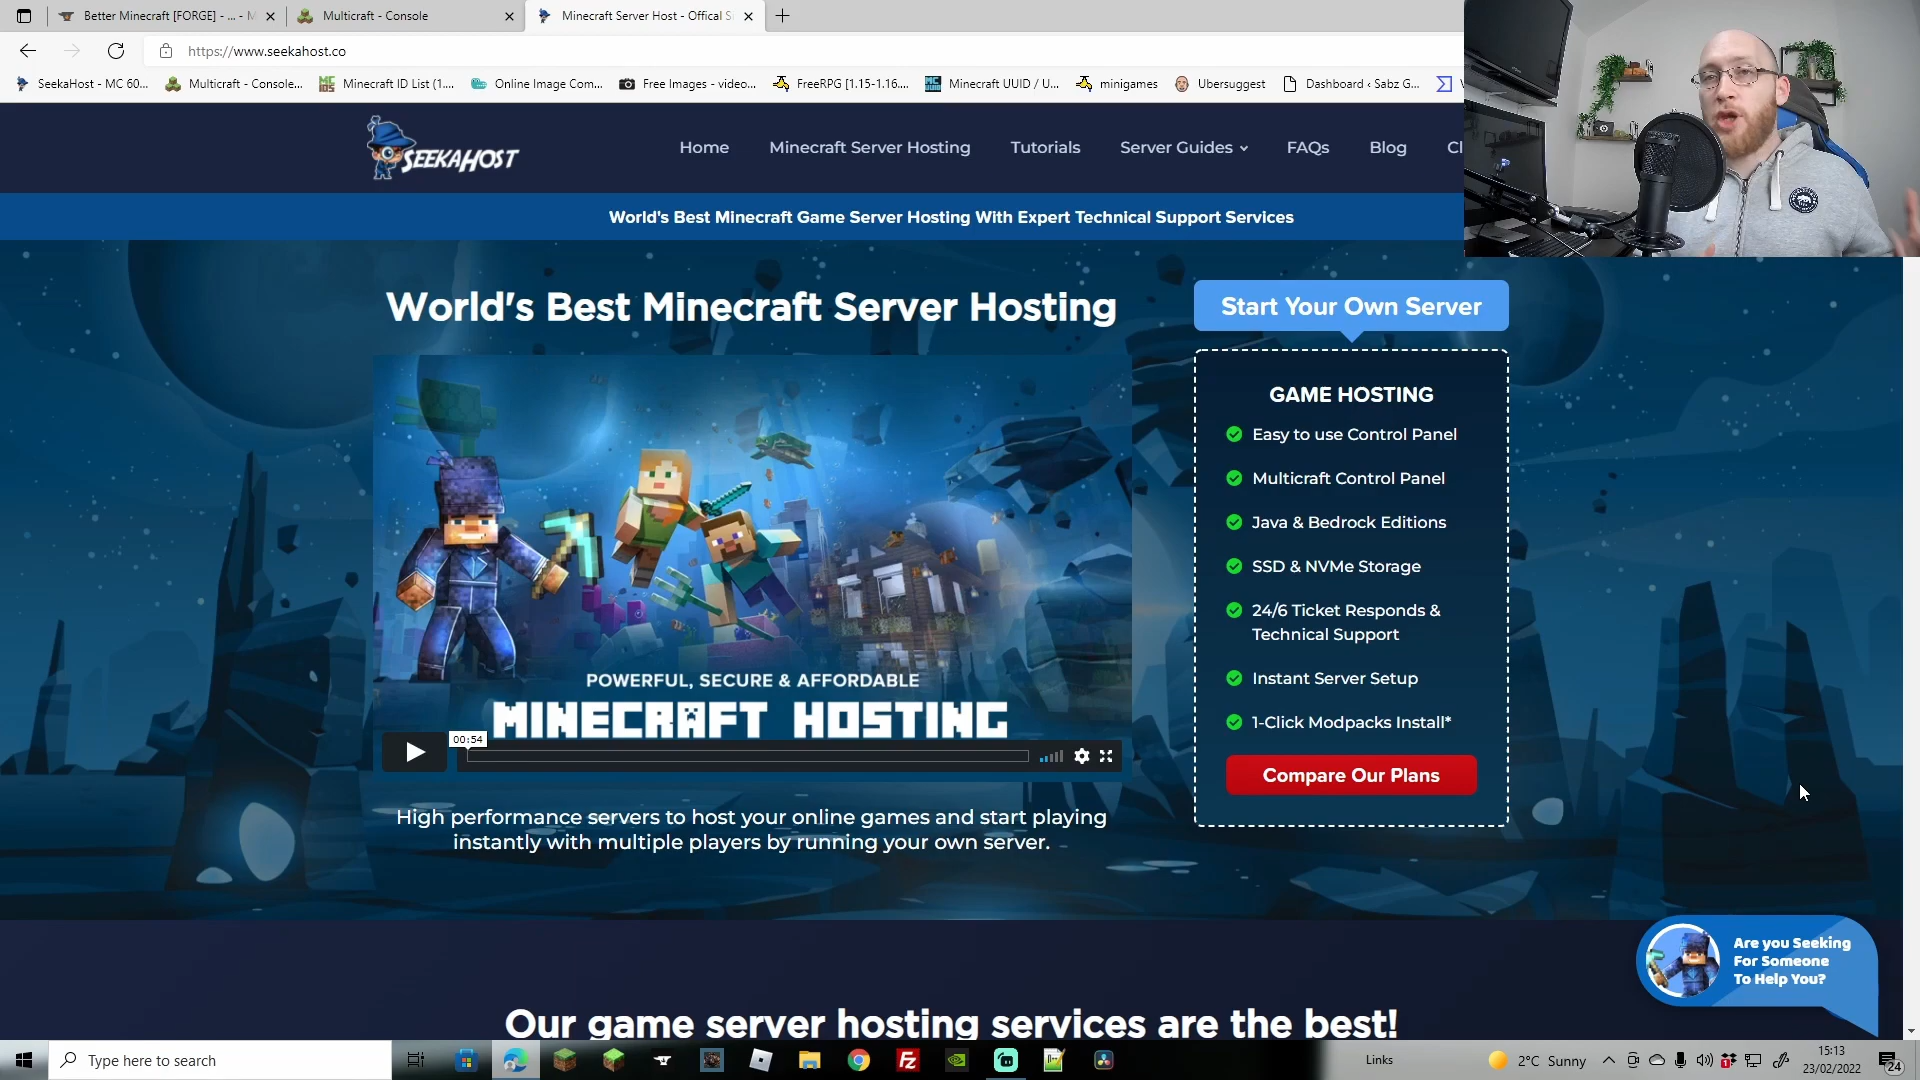 Better Minecraft [FORGE] - ... - M
Multicraft - Console
Minecraft Server Host - Offical S
https://www.seekahost.co
SeekaHost - MC 60...
Multicraft - Console...
Minecraft ID List (1....
Online Image Com...
Free Images - video...
FreeRPG [1.15-1.16....
Minecraft UUID / U...
minigames
Ubersuggest
Dashboard ‹ Sabz G...
SEEKAHOST
Home
Minecraft Server Hosting
Tutorials
Server Guides
FAQs
Blog
Cl
World's Best Minecraft Game Server Hosting With Expert Technical Support Services
World's Best Minecraft Server Hosting
Start Your Own Server
GAME HOSTING
Easy to use Control Panel
Multicraft Control Panel
Java & Bedrock Editions
SSD & NVMe Storage
24/6 Ticket Responds &
Technical Support
Instant Server Setup
1-Click Modpacks Install*
Compare Our Plans
POWERFUL, SECURE & AFFORDABLE
MINECRAFT HOSTING
00:54
High performance servers to host your online games and start playing
instantly with multiple players by running your own server.
Are you Seeking
For Someone
To Help You?
Our game server hosting services are the best!
Type here to search
Links
2°C Sunny
15:13
23/02/2022
24